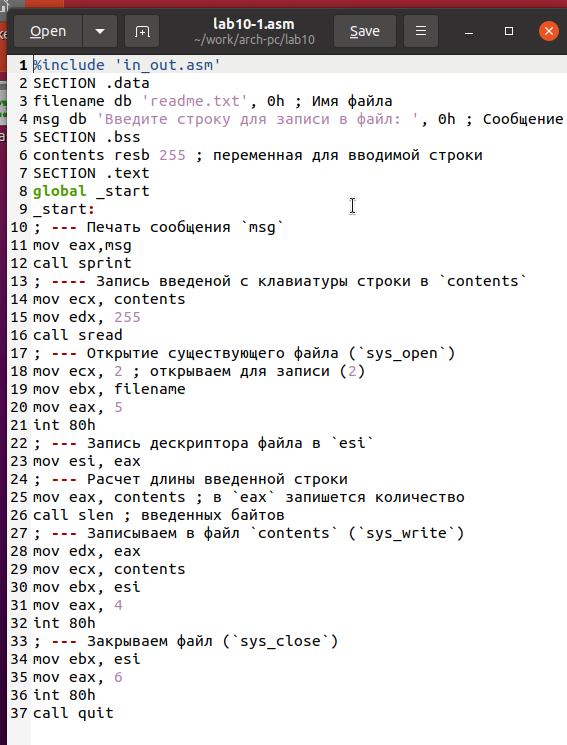 Open
lab10-1.asm
~/work/arch-pc/lab10
Save
1 %include 'in_out.asm'
2 SECTION .data
3 filename db 'readme.txt', 0h ; Имя файла
4 msg db 'Введите строку для записи в файл: ', 0h ; Сообщение
5 SECTION .bss
6 contents resb 255 ; переменная для вводимой строки
7 SECTION .text
8 global _start
9 _start:
10 ; --- Печать сообщения `msg`
11 mov eax,msg
12 call sprint
13 ; ---- Запись введеной с клавиатуры строки в `contents`
14 mov ecx, contents
15 mov edx, 255
16 call sread
17 ; --- Открытие существующего файла (`sys_open`)
18 mov ecx, 2 ; открываем для записи (2)
19 mov ebx, filename
20 mov eax, 5
21 int 80h
22 ; --- Запись дескриптора файла в `esi`
23 mov esi, eax
24 ; --- Расчет длины введенной строки
25 mov eax, contents ; в `eax` запишется количество
26 call slen ; введенных байтов
27 ; --- Записываем в файл `contents` (`sys_write`)
28 mov edx, eax
29 mov ecx, contents
30 mov ebx, esi
31 mov eax, 4
32 int 80h
33 ; --- Закрываем файл (`sys_close`)
34 mov ebx, esi
35 mov eax, 6
36 int 80h
37 call quit